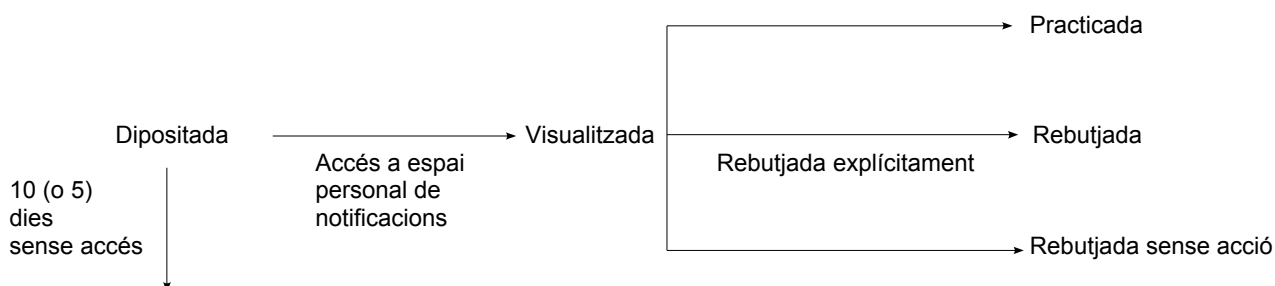 Practicada
Dipositada
Visualitzada
Rebutjada
Accés a espai
personal de
notificacions
Rebutjada explícitament
10 (o 5)
dies
sense accés
Rebutjada sense acció